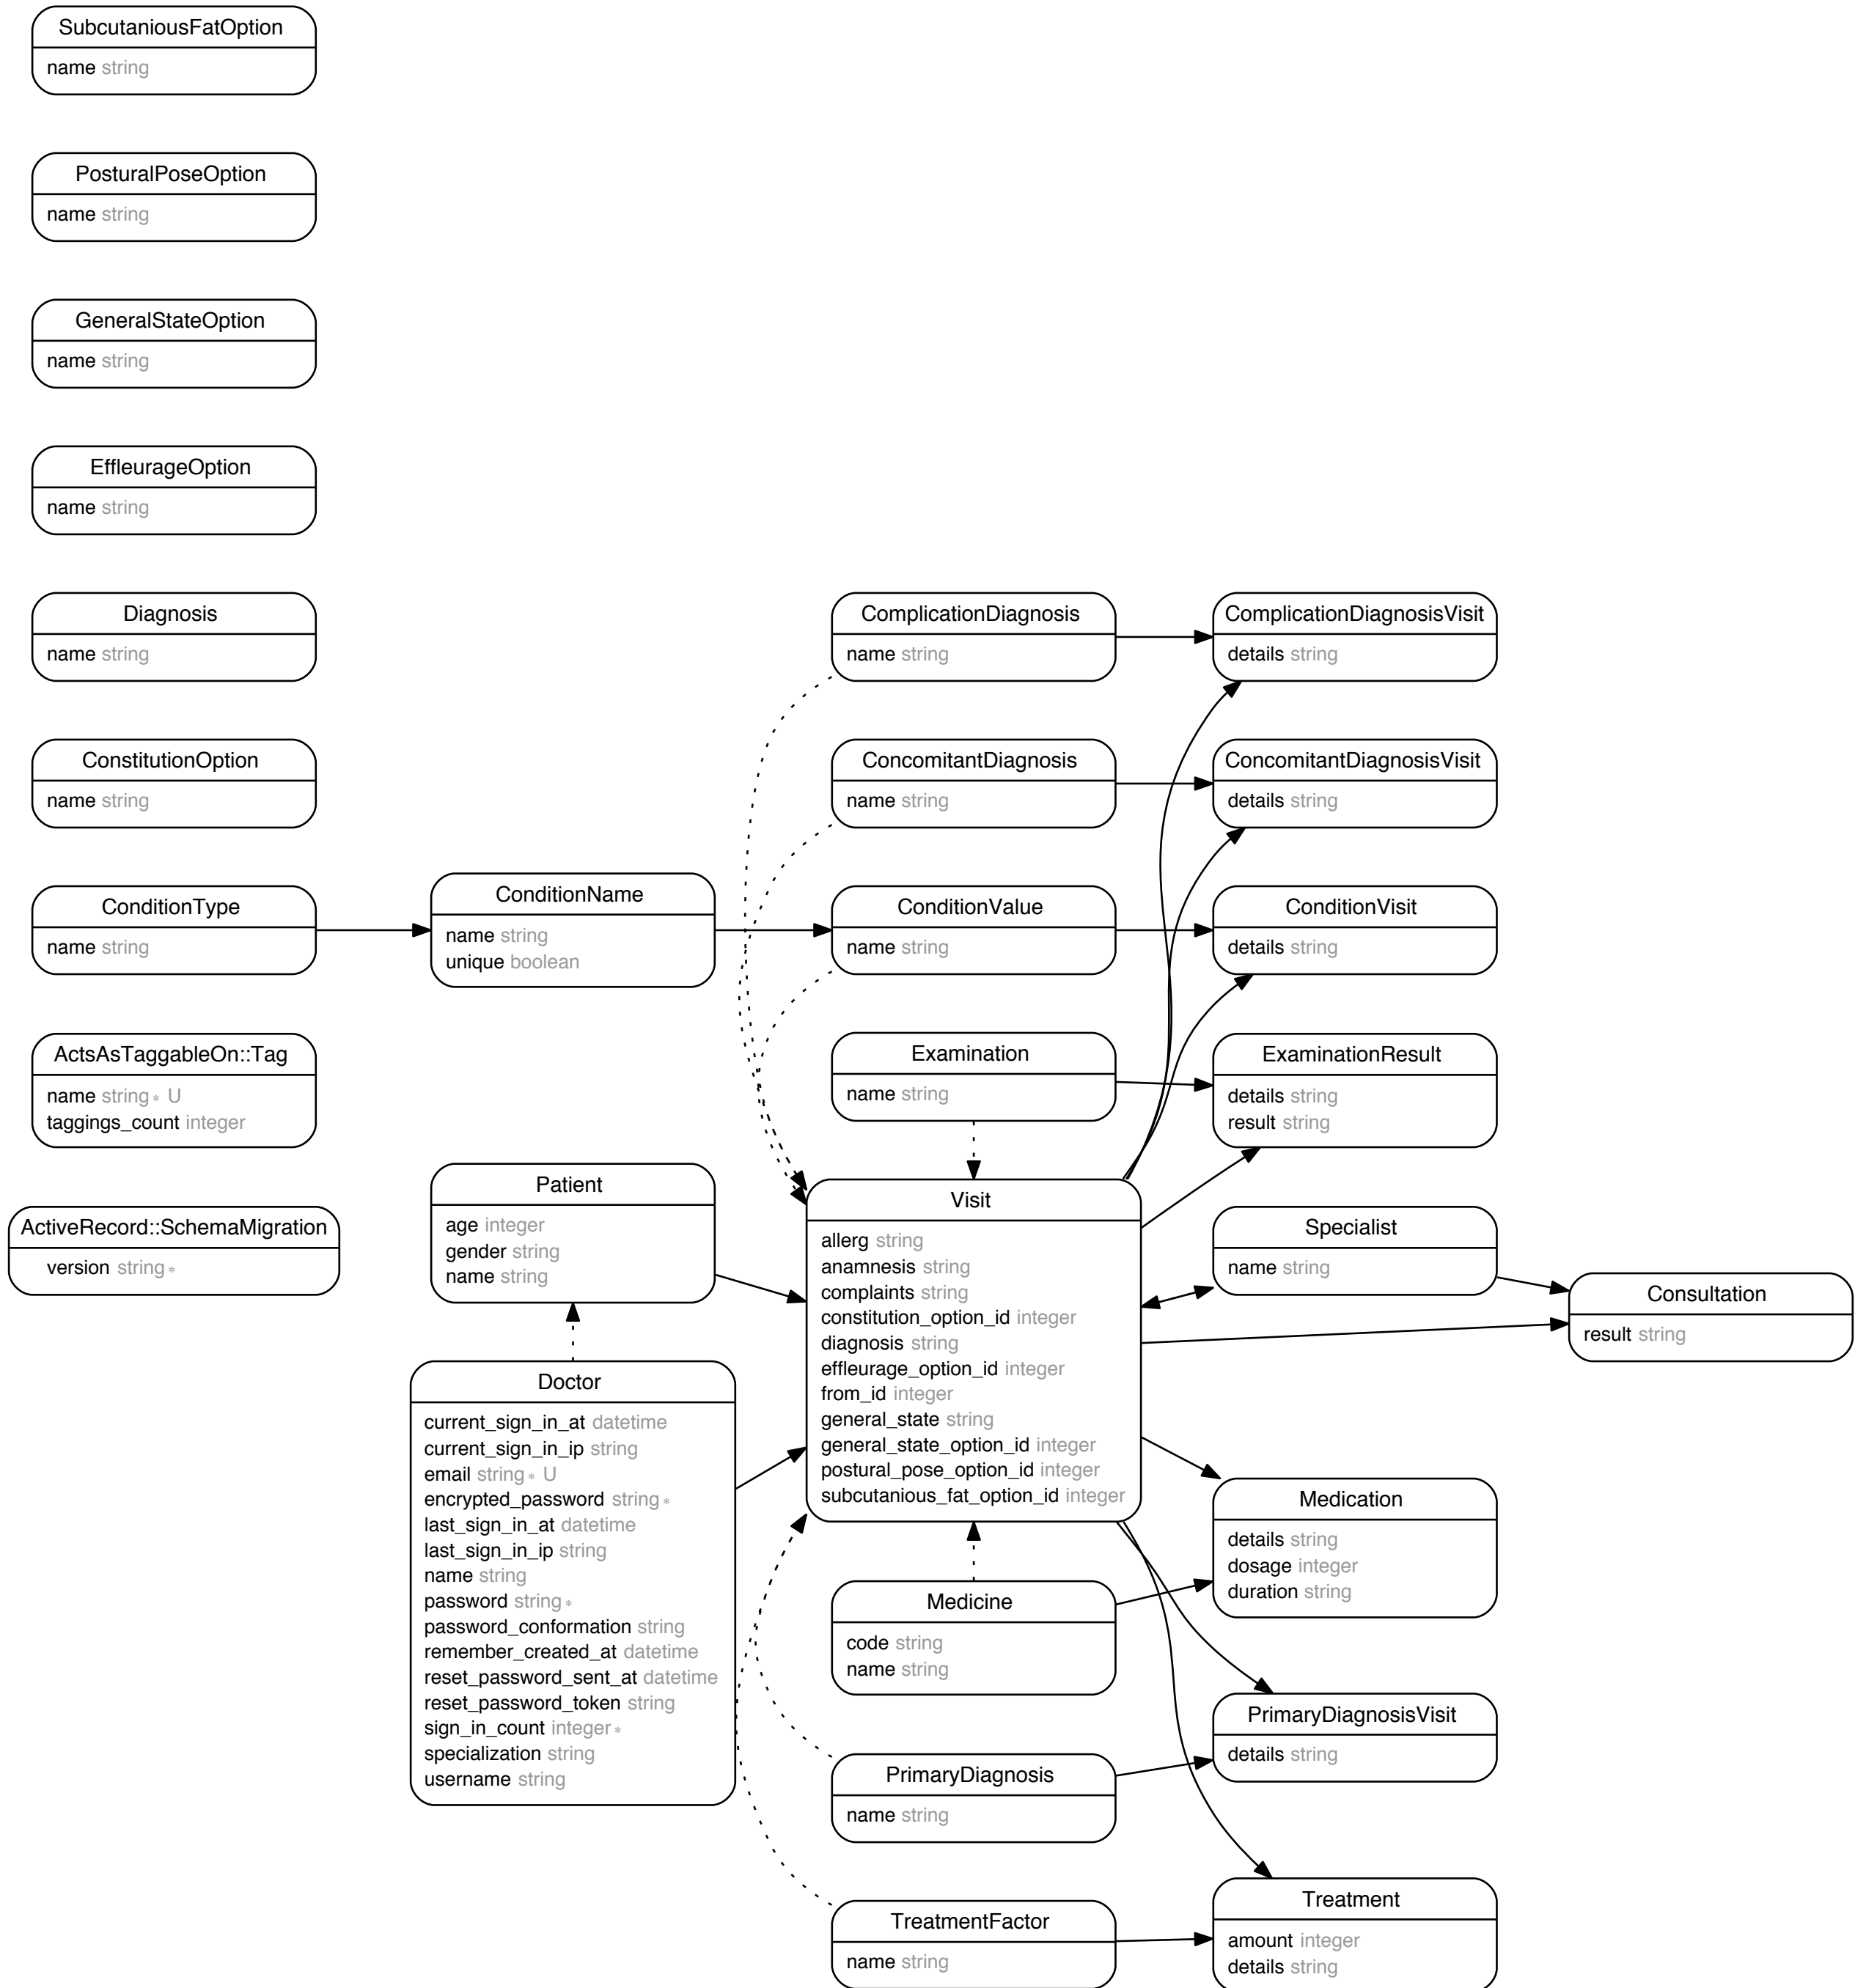 SubcutaniousFatOption
name string
PosturalPoseOption
name string
GeneralStateOption
name string
EffleurageOption
name string
Diagnosis
name string
ConstitutionOption
name string
ConditionType
name string
ActsAsTaggableOn::Tag
name string* U
taggings_count integer
ActiveRecord::SchemaMigration
version string*
ConditionName
name string
unique boolean
Patient
age integer
gender string
name string
Doctor
current_sign_in_at datetime
current_sign_in_ip string
email string* U
encrypted_password string*
last_sign_in_at datetime
last_sign_in_ip string
name string
password string*
password_conformation string
remember_created_at datetime
reset_password_sent_at datetime
reset_password_token string
sign_in_count integer*
specialization string
username string
ComplicationDiagnosis
name string
ConcomitantDiagnosis
name string
ConditionValue
name string
Examination
name string
Visit
allerg string
anamnesis string
complaints string
constitution_option_id integer
diagnosis string
effleurage_option_id integer
from_id integer
general_state string
general_state_option_id integer
postural_pose_option_id integer
subcutanious_fat_option_id integer
Medicine
code string
name string
PrimaryDiagnosis
name string
TreatmentFactor
name string
ComplicationDiagnosisVisit
details string
ConcomitantDiagnosisVisit
details string
ConditionVisit
details string
ExaminationResult
details string
result string
Specialist
name string
Medication
details string
dosage integer
duration string
PrimaryDiagnosisVisit
details string
Treatment
amount integer
details string
Consultation
result string